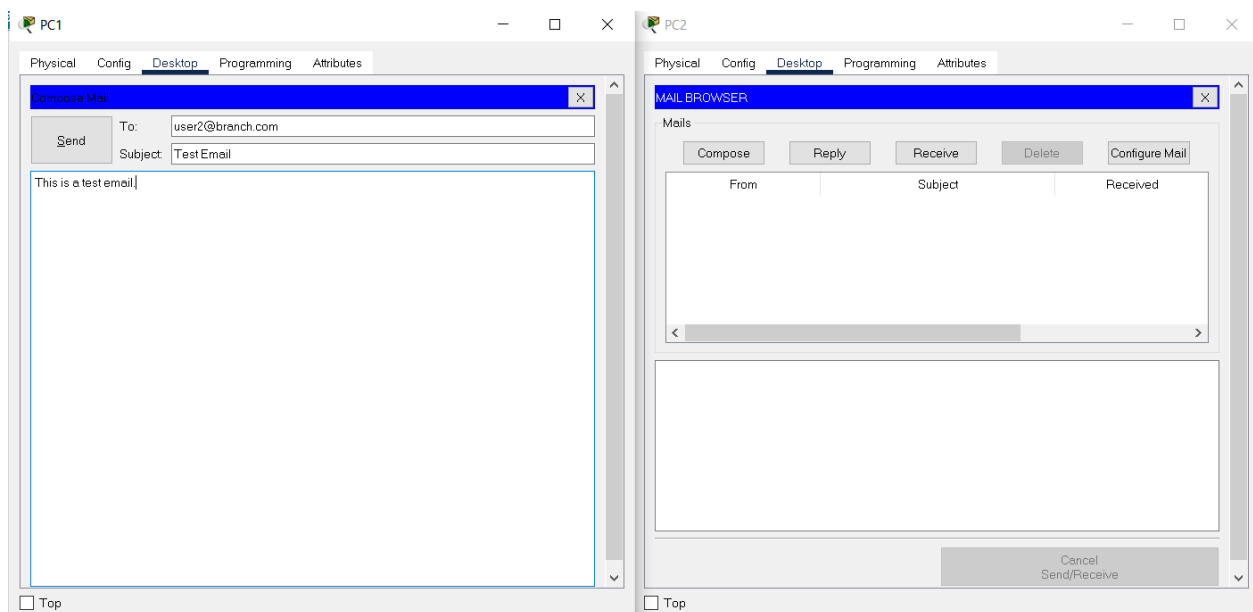 PC1
Physical Config Desktop Programming Attributes
Compose Mail
Send
To: user2@branch.com
Subject: Test Email
This is a test email.
Top
PC2
Physical Config Desktop Programming Attributes
MAIL BROWSER
Mails
Compose Reply Receive Delete Configure Mail
From Subject Received
Cancel
Send/Receive
Top